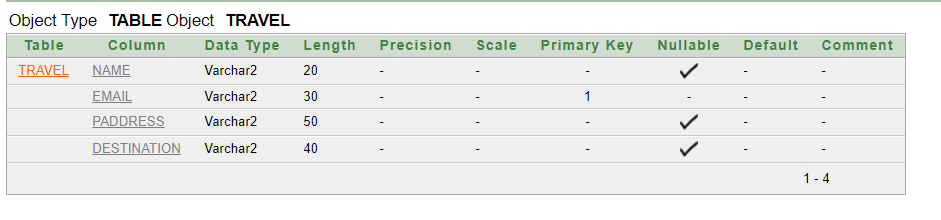 Object Type TABLE Object TRAVEL
Table Column Data Type Length Precision Scale Primary Key Nullable Default Comment
TRAVEL NAME Varchar2 20 - - - ✓ - -
EMAIL Varchar2 30 - - 1 - - -
PADDRESS Varchar2 50 - - - ✓ - -
DESTINATION Varchar2 40 - - - ✓ - -
1 - 4